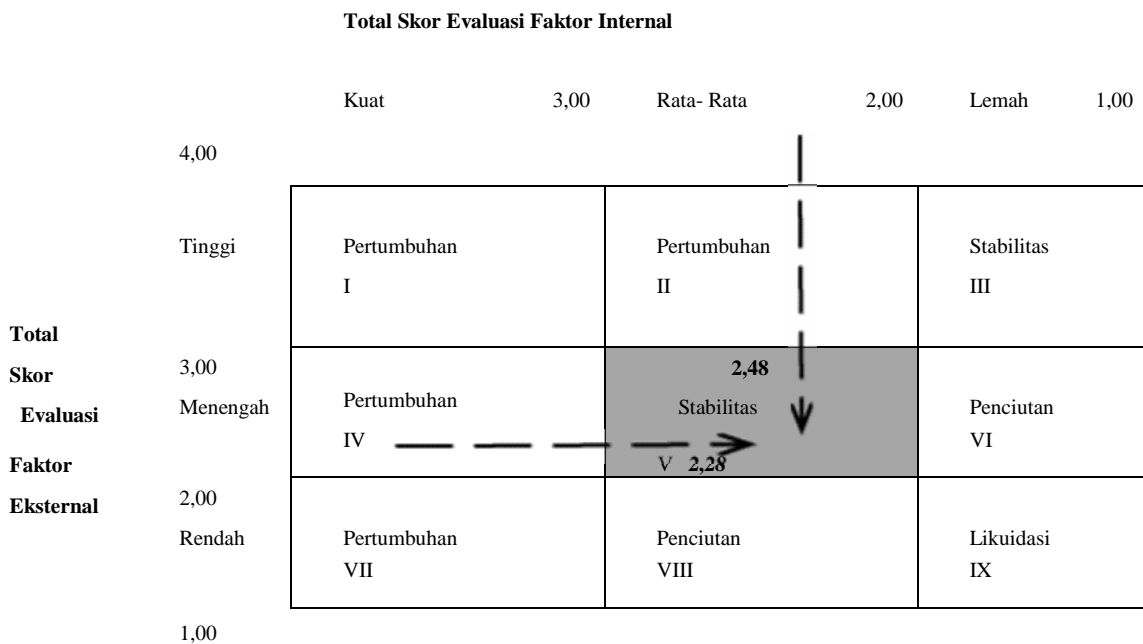 Total Skor Evaluasi Faktor Internal
Kuat 3,00 Rata- Rata 2,00 Lemah 1,00
4,00
Tinggi Pertumbuhan Pertumbuhan Stabilitas
I II III
Total
Skor
Evaluasi
Faktor
Eksternal
3,00 2,48
Menengah Pertumbuhan Stabilitas Penciutan
IV V 2,28 VI
2,00
Rendah Pertumbuhan Penciutan Likuidasi
VII VIII IX
1,00